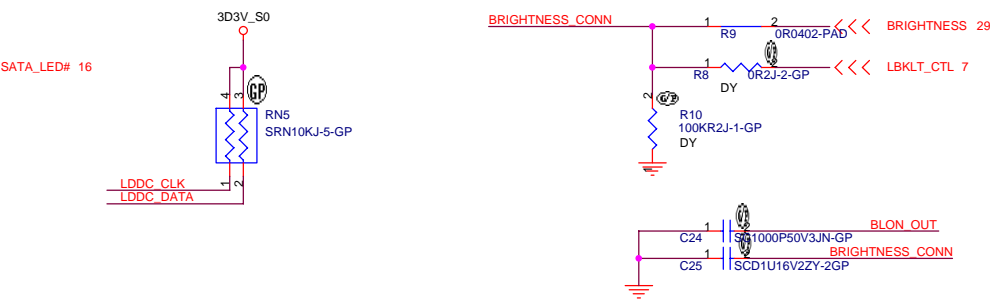 3D3V_S0
SATA_LED# 16
4
3
GP
RN5
SRN10KJ-5-GP
1
2
LDDC_CLK
LDDC_DATA
BRIGHTNESS_CONN
1
R9
2
0R0402-PAD
BRIGHTNESS 29
1
R8
0R2J-2-GP
DY
LBKLT_CTL 7
2
R10
100KR2J-1-GP
DY
1
C24
SC1000P50V3JN-GP
BLON_OUT
1
C25
SCD1U16V2ZY-2GP
BRIGHTNESS_CONN